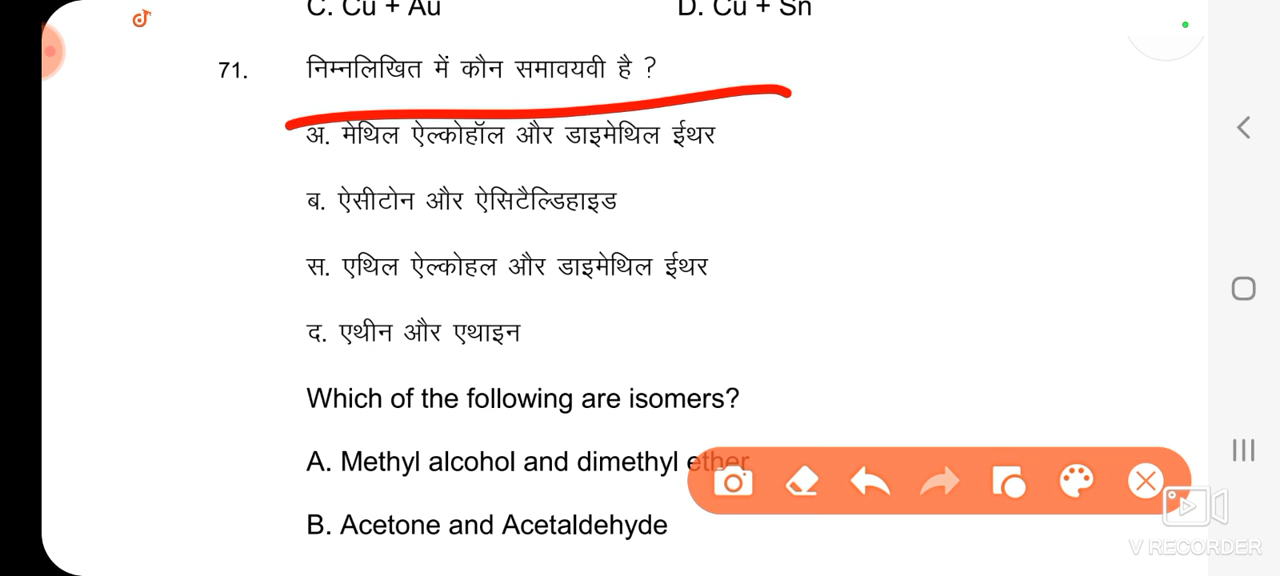 C. Cu + Au D. Cu + Sn
71. निम्नलिखित में कौन समावयवी है ?
अ. मेथिल ऐल्कोहॉल और डाइमेथिल ईथर
ब. ऐसीटोन और ऐसिटैल्डिहाइड
स. एथिल ऐल्कोहल और डाइमेथिल ईथर
द. एथीन और एथाइन
Which of the following are isomers?
A. Methyl alcohol and dimethyl ether
B. Acetone and Acetaldehyde
V RECORDER